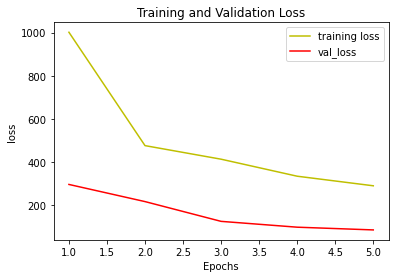 Training and Validation Loss
1000
800
600
400
200
loss
training loss
val_loss
1.0 1.5 2.0 2.5 3.0 3.5 4.0 4.5 5.0
Epochs